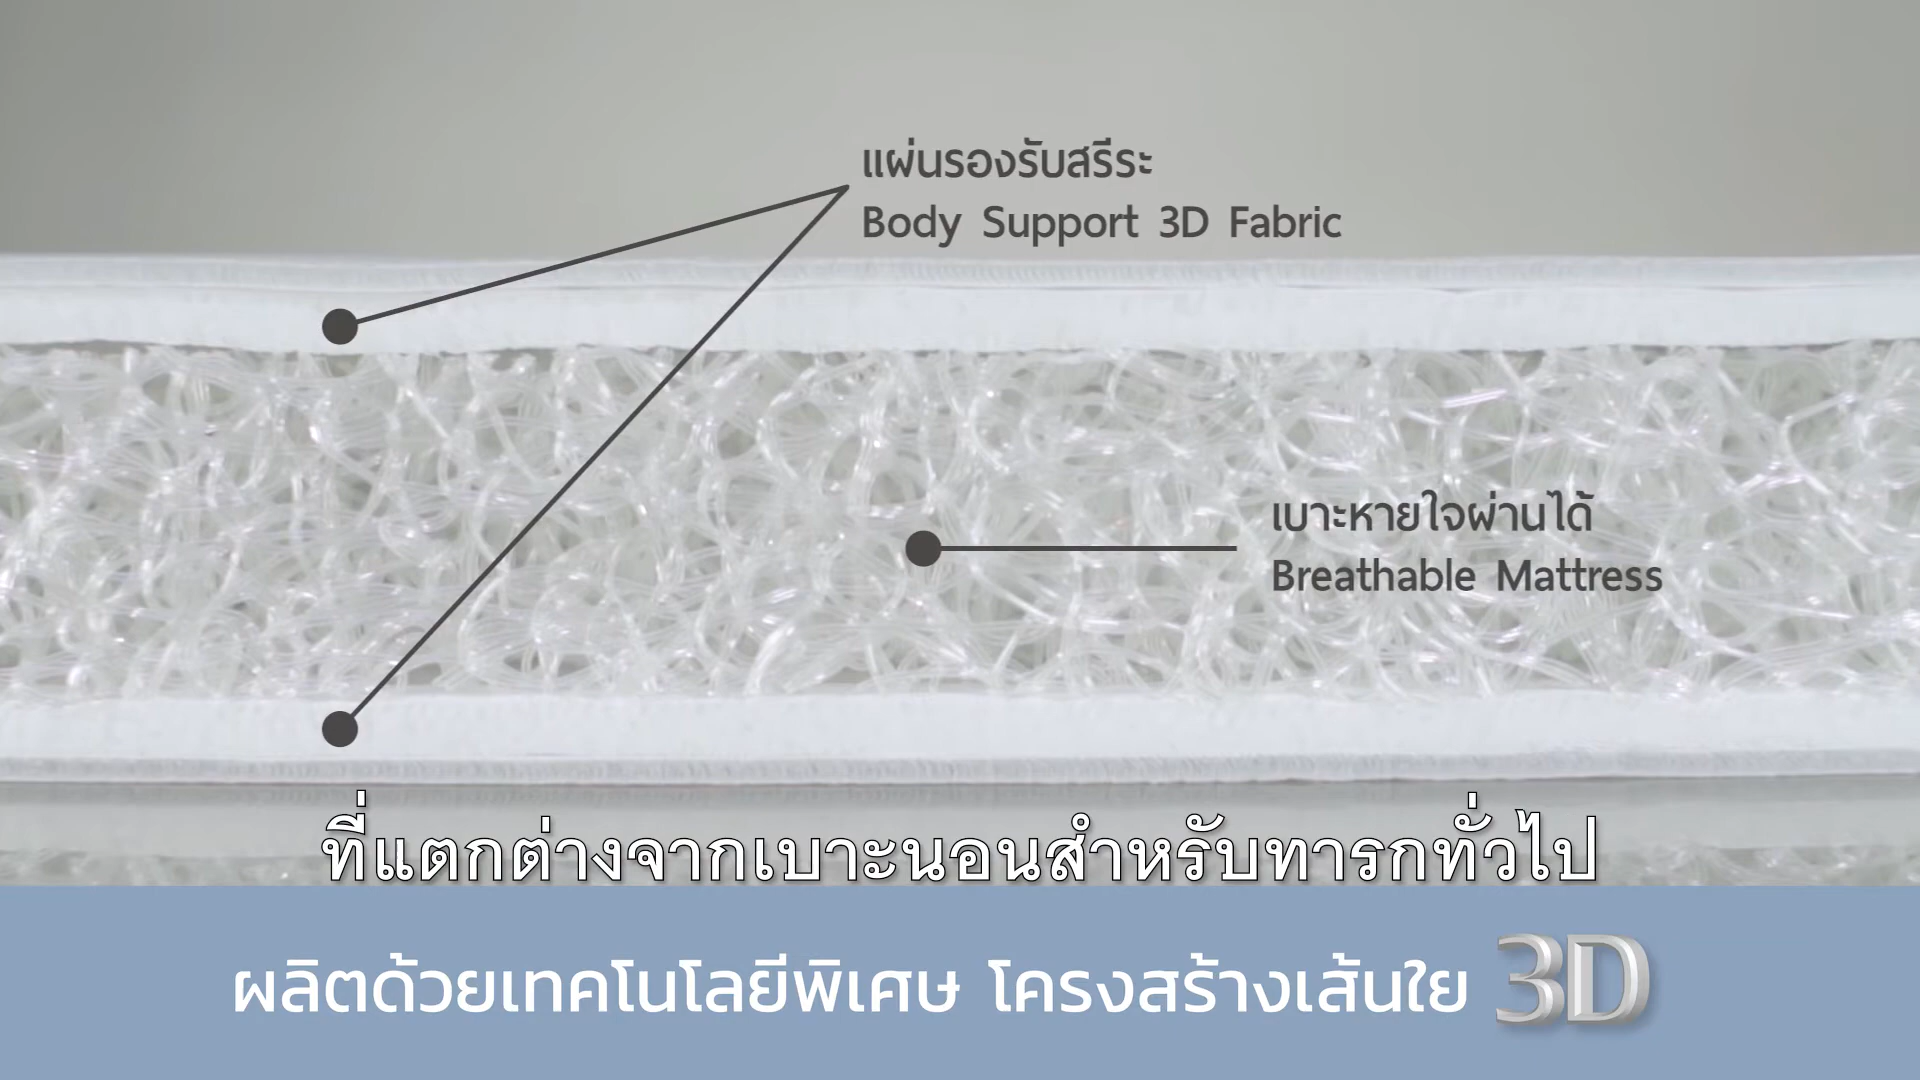 แผ่นรองรับสรีระ
Body Support 3D Fabric
เบาะหายใจผ่านได้
Breathable Mattress
ที่แตกต่างจากเบาะนอนสำหรับทารกทั่วไป
ผลิตด้วยเทคโนโลยีพิเศษ โครงสร้างเส้นใย 3D